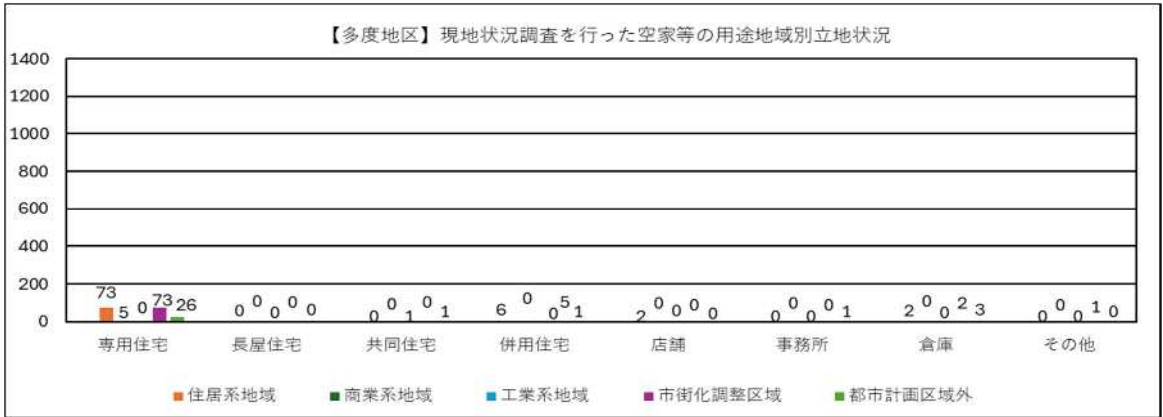 【多度地区】現地状況調査を行った空家等の用途地域別立地状況
1400
1200
1000
800
600
400
200
0
73 5 0 73 26
0 0 0 0 0
0 0 1 0 1
6 0 0 5 1
2 0 0 0 0
0 0 0 0 1
2 0 0 2 3
0 0 0 1 0
専用住宅 長屋住宅 共同住宅 併用住宅 店舗 事務所 倉庫 その他
住居系地域 商業系地域 工業系地域 市街化調整区域 都市計画区域外